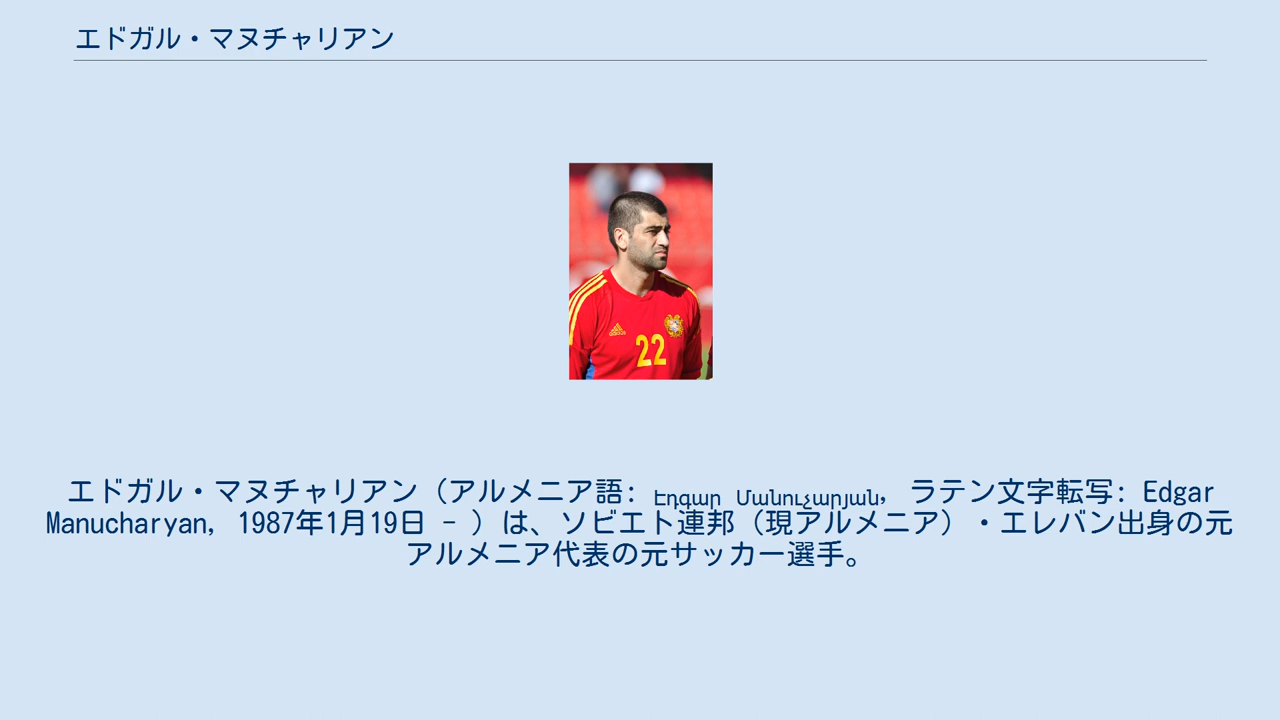 エドガル・マヌチャリアン
adidas
22
エドガル・マヌチャリアン（アルメニア語: Էդգար Մանուչարյան, ラテン文字転写: Edgar
Manucharyan, 1987年1月19日 - ）は、ソビエト連邦（現アルメニア）・エレバン出身の元
アルメニア代表の元サッカー選手。